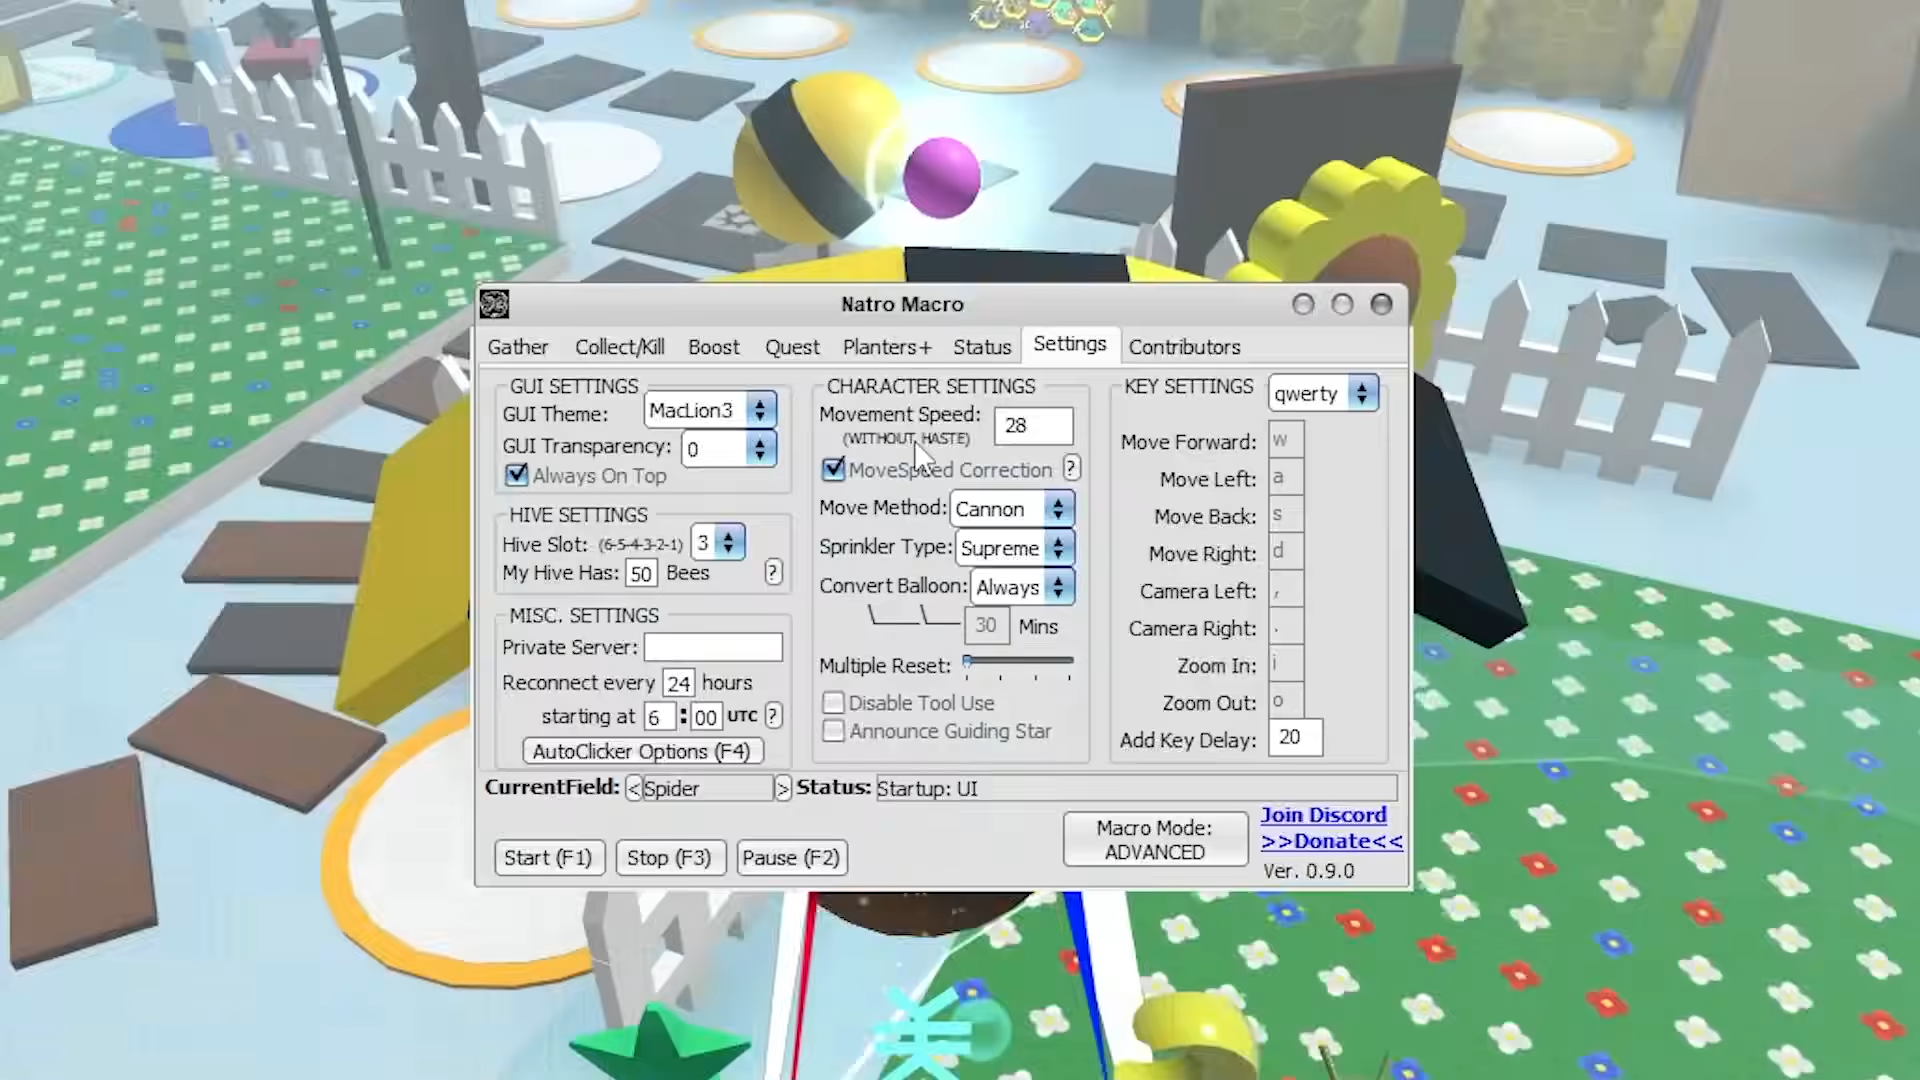 Natro Macro
Gather Collect/Kill Boost Quest Planters+ Status Settings Contributors
GUI SETTINGS
GUI Theme: MacLion3
GUI Transparency: 0
Always On Top
HIVE SETTINGS
Hive Slot: (6-5-4-3-2-1) 3
My Hive Has: 50 Bees ?
MISC. SETTINGS
Private Server:
Reconnect every 24 hours
starting at 6 : 00 UTC ?
AutoClicker Options (F4)
CHARACTER SETTINGS
Movement Speed: 28
(WITHOUT HASTE)
MoveSpeed Correction ?
Move Method: Cannon
Sprinkler Type: Supreme
Convert Balloon: Always
30 Mins
Multiple Reset:
Disable Tool Use
Announce Guiding Star
KEY SETTINGS qwerty
Move Forward: w
Move Left: a
Move Back: s
Move Right: d
Camera Left: ,
Camera Right: .
Zoom In: i
Zoom Out: o
Add Key Delay: 20
CurrentField: < Spider > Status: Startup: UI
Start (F1) Stop (F3) Pause (F2)
Macro Mode:
ADVANCED
Join Discord
>>Donate<<
Ver. 0.9.0